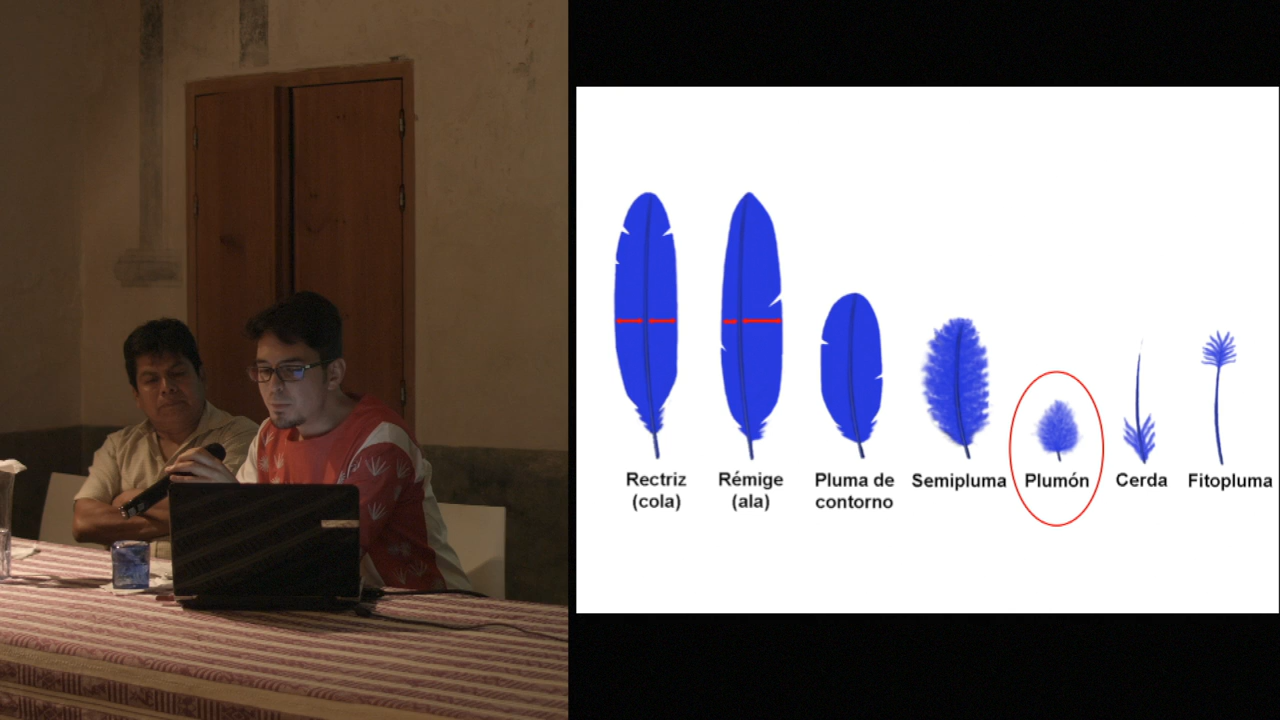 Rectriz
(cola)
Rémige
(ala)
Pluma de
contorno
Semipluma
Plumón
Cerda
Fitopluma